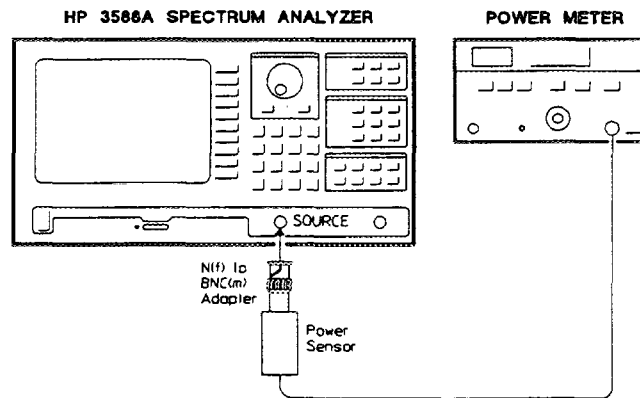 HP 3588A SPECTRUM ANALYZER
POWER METER
SOURCE
N(f) to
BNC(m)
Adapter
Power
Sensor